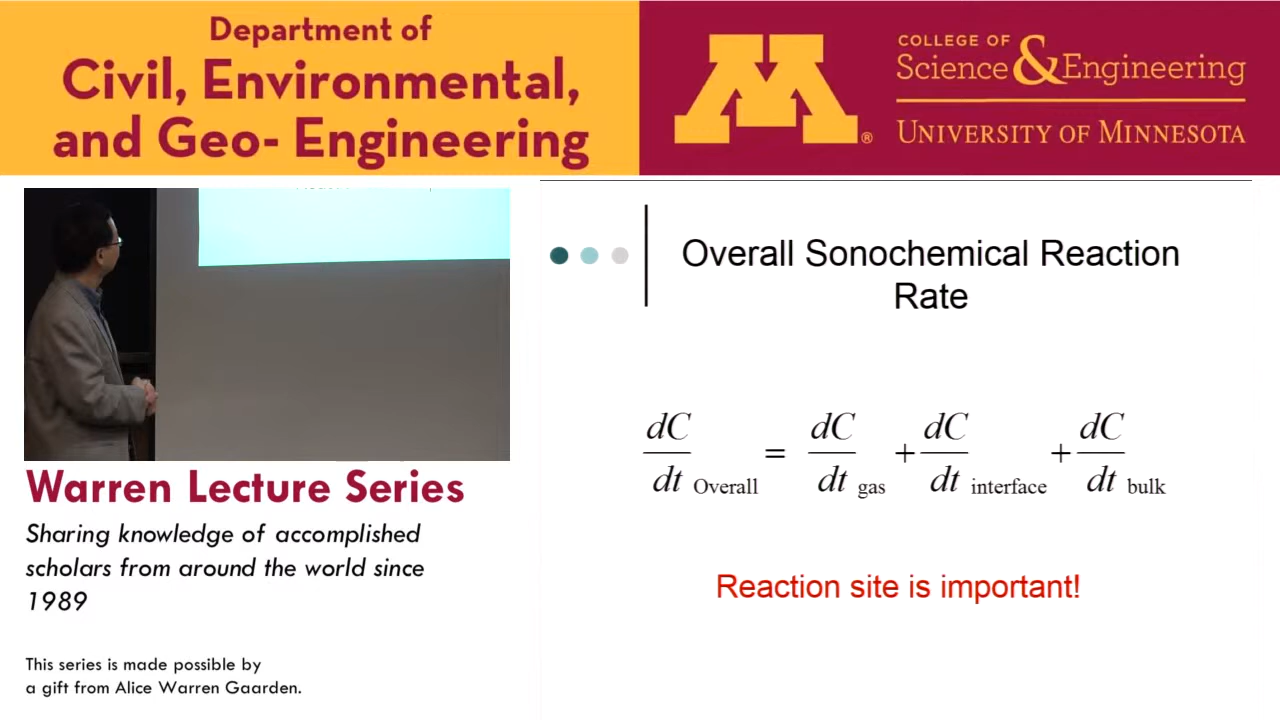 Department of
Civil, Environmental,
and Geo- Engineering
M ®
COLLEGE OF
Science & Engineering
UNIVERSITY OF MINNESOTA
Overall Sonochemical Reaction
Rate
dC/dt Overall = dC/dt gas + dC/dt interface + dC/dt bulk
Reaction site is important!
Warren Lecture Series
Sharing knowledge of accomplished
scholars from around the world since
1989
This series is made possible by
a gift from Alice Warren Gaarden.